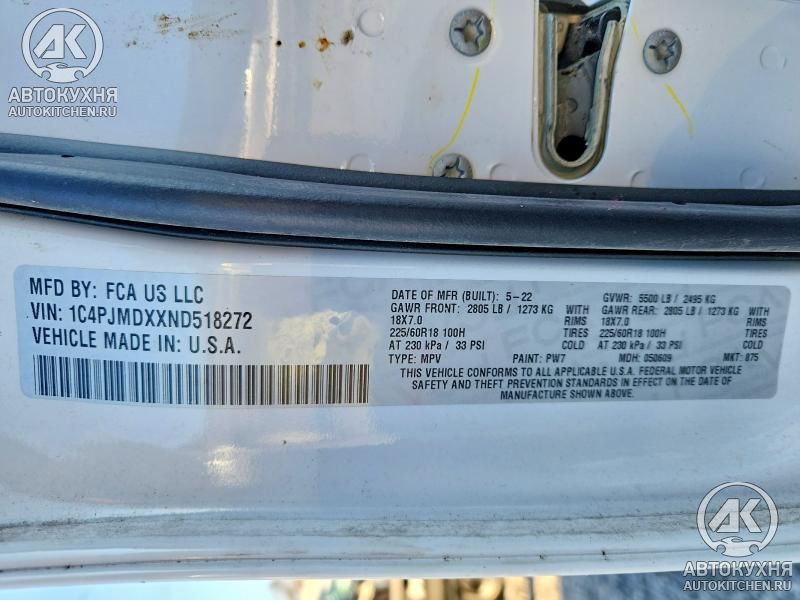 АК
АВТОКУХНЯ
AUTOKITCHEN.RU
MFD BY: FCA US LLC
VIN: 1C4PJMDXXND518272
VEHICLE MADE IN: U.S.A.
DATE OF MFR (BUILT): 5-22 GVWR: 5500 LB / 2495 KG
GAWR FRONT: 2805 LB / 1273 KG GAWR REAR: 2805 LB / 1273 KG
18X7.0 RIMS 18X7.0
225/60R18 100H TIRES 225/60R18 100H
AT 230 kPa / 33 PSI COLD AT 230 kPa / 33 PSI COLD
TYPE: MPV PAINT: PW7 MDH: 050609 MKT: 875
THIS VEHICLE CONFORMS TO ALL APPLICABLE U.S.A. FEDERAL MOTOR VEHICLE
SAFETY AND THEFT PREVENTION STANDARDS IN EFFECT ON THE DATE OF
MANUFACTURE SHOWN ABOVE.
АК
АВТОКУХНЯ
AUTOKITCHEN.RU